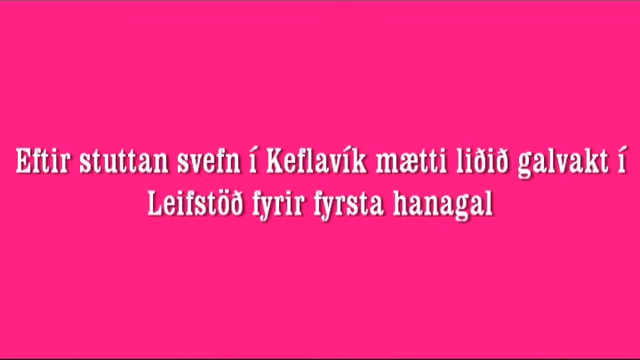 Eftir stuttan svefn í Keflavík mætti liðið galvakt í
Leifstöð fyrir fyrsta hanagal